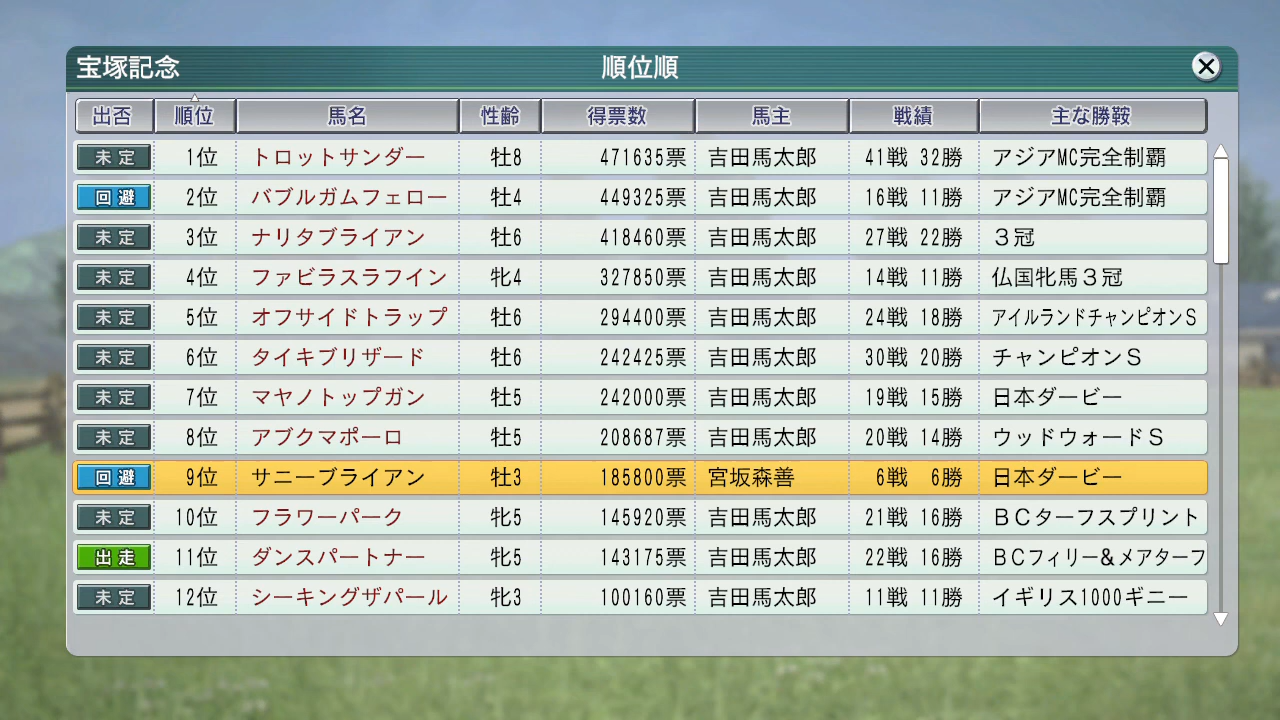 宝塚記念 順位順
出否 順位 馬名 性齢 得票数 馬主 戦績 主な勝鞍
未定 1位 トロットサンダー 牡8 471635票 吉田馬太郎 41戦 32勝 アジアMC完全制覇
回避 2位 バブルガムフェロー 牡4 449325票 吉田馬太郎 16戦 11勝 アジアMC完全制覇
未定 3位 ナリタブライアン 牡6 418460票 吉田馬太郎 27戦 22勝 3冠
未定 4位 ファビラスラフイン 牝4 327850票 吉田馬太郎 14戦 11勝 仏国牝馬3冠
未定 5位 オフサイドトラップ 牡6 294400票 吉田馬太郎 24戦 18勝 アイルランドチャンピオンS
未定 6位 タイキブリザード 牡6 242425票 吉田馬太郎 30戦 20勝 チャンピオンS
未定 7位 マヤノトップガン 牡5 242000票 吉田馬太郎 19戦 15勝 日本ダービー
未定 8位 アブクマポーロ 牡5 208687票 吉田馬太郎 20戦 14勝 ウッドウォードS
回避 9位 サニーブライアン 牡3 185800票 宮坂森善 6戦 6勝 日本ダービー
未定 10位 フラワーパーク 牝5 145920票 吉田馬太郎 21戦 16勝 BCターフスプリント
出走 11位 ダンスパートナー 牝5 143175票 吉田馬太郎 22戦 16勝 BCフィリー&メアターフ
未定 12位 シーキングザパール 牝3 100160票 吉田馬太郎 11戦 11勝 イギリス1000ギニー